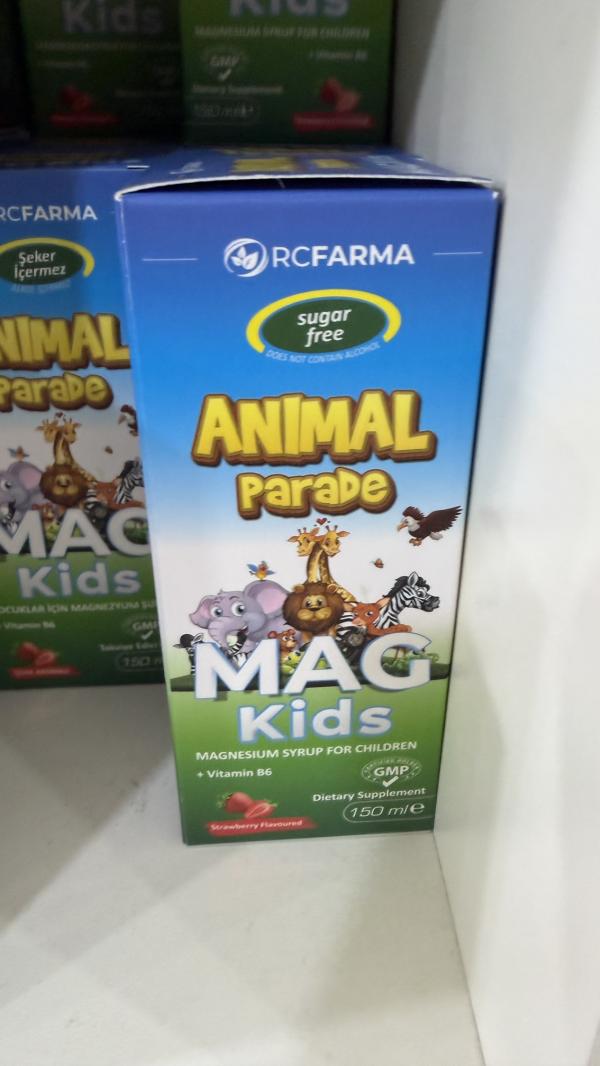 Kids
Kids
MAGNESIUM SYRUP FOR CHILDREN
+ Vitamin B6
GMP
Dietary Supplement
150 ml e
RCFARMA
Şeker
İçermez
NIMAL
Parade
MAG
Kids
+ Vitamin B6
GMP
150 m
RCFARMA
sugar
free
DOES NOT CONTAIN ALCOHOL
ANIMAL
Parade
MAG
Kids
MAGNESIUM SYRUP FOR CHILDREN
+ Vitamin B6
GMP
Dietary Supplement
150 ml e
Strawberry Flavoured